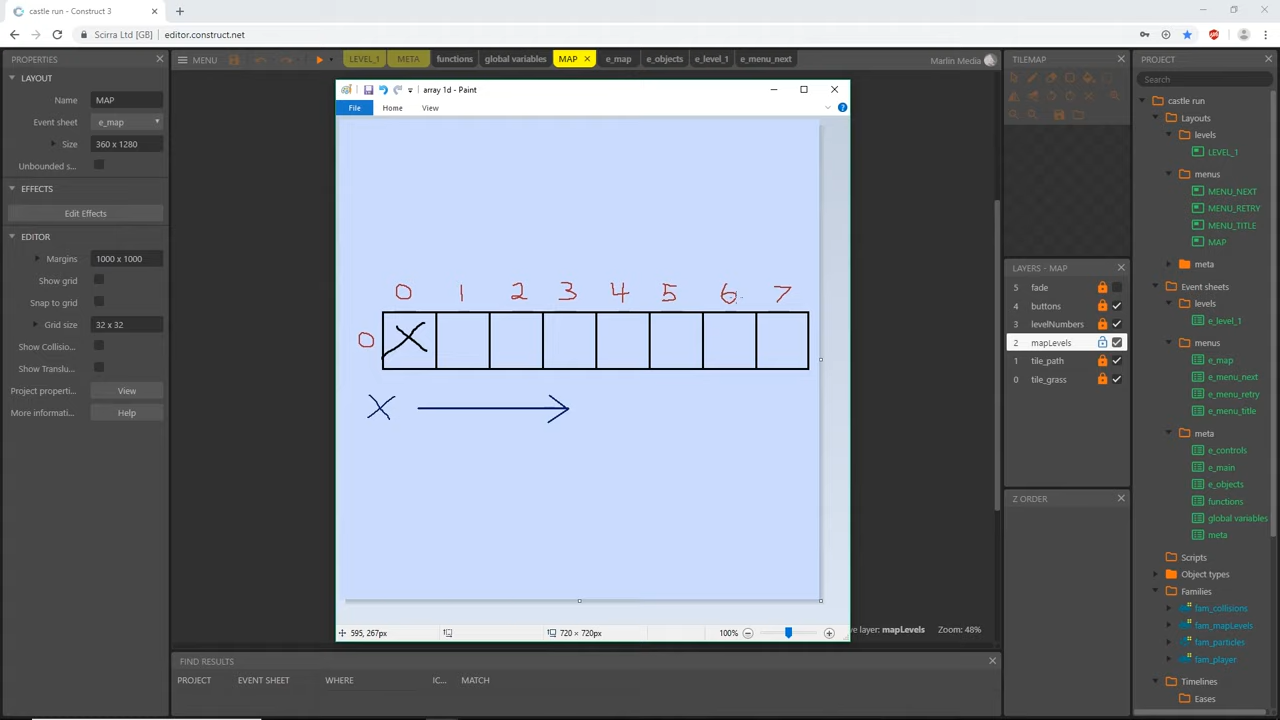 castle run - Construct 3
Scirra Ltd [GB]
editor.construct.net
PROPERTIES
LAYOUT
Name
MAP
Event sheet
e_map
Size
360 x 1280
Unbounded s...
EFFECTS
Edit Effects
EDITOR
Margins
1000 x 1000
Show grid
Snap to grid
Grid size
32 x 32
Show Collisio...
Show Translu...
Project properti...
View
More informati...
Help
MENU
LEVEL_1
META
functions
global variables
MAP
e_map
e_objects
e_level_1
e_menu_next
Marlin Media
array 1d - Paint
File
Home
View
0 1 2 3 4 5 6 7
0
X
X
595, 267px
720 × 720px
100%
ve layer: mapLevels
Zoom: 48%
FIND RESULTS
PROJECT
EVENT SHEET
WHERE
IC...
MATCH
TILEMAP
LAYERS - MAP
5 fade
4 buttons
3 levelNumbers
2 mapLevels
1 tile_path
0 tile_grass
Z ORDER
PROJECT
Search
castle run
Layouts
levels
LEVEL_1
menus
MENU_NEXT
MENU_RETRY
MENU_TITLE
MAP
meta
Event sheets
levels
e_level_1
menus
e_map
e_menu_next
e_menu_retry
e_menu_title
meta
e_controls
e_main
e_objects
functions
global variables
meta
Scripts
Object types
Families
fam_collisions
fam_mapLevels
fam_particles
fam_player
Timelines
Eases